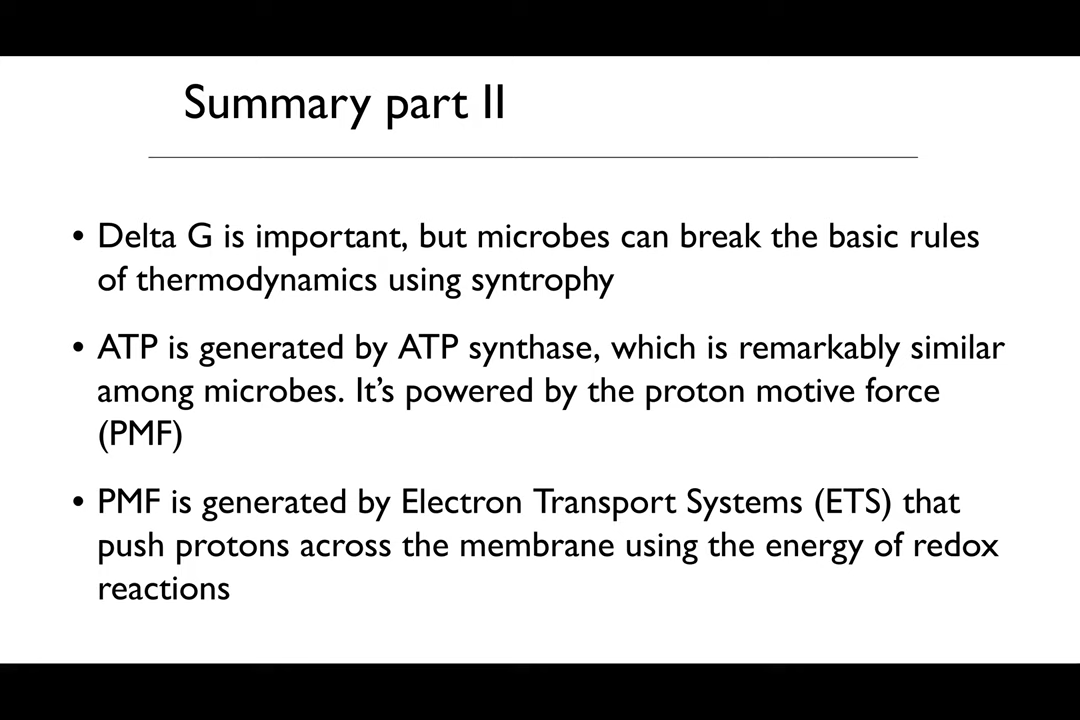 Summary part II
• Delta G is important, but microbes can break the basic rules
of thermodynamics using syntrophy
• ATP is generated by ATP synthase, which is remarkably similar
among microbes. It’s powered by the proton motive force
(PMF)
• PMF is generated by Electron Transport Systems (ETS) that
push protons across the membrane using the energy of redox
reactions